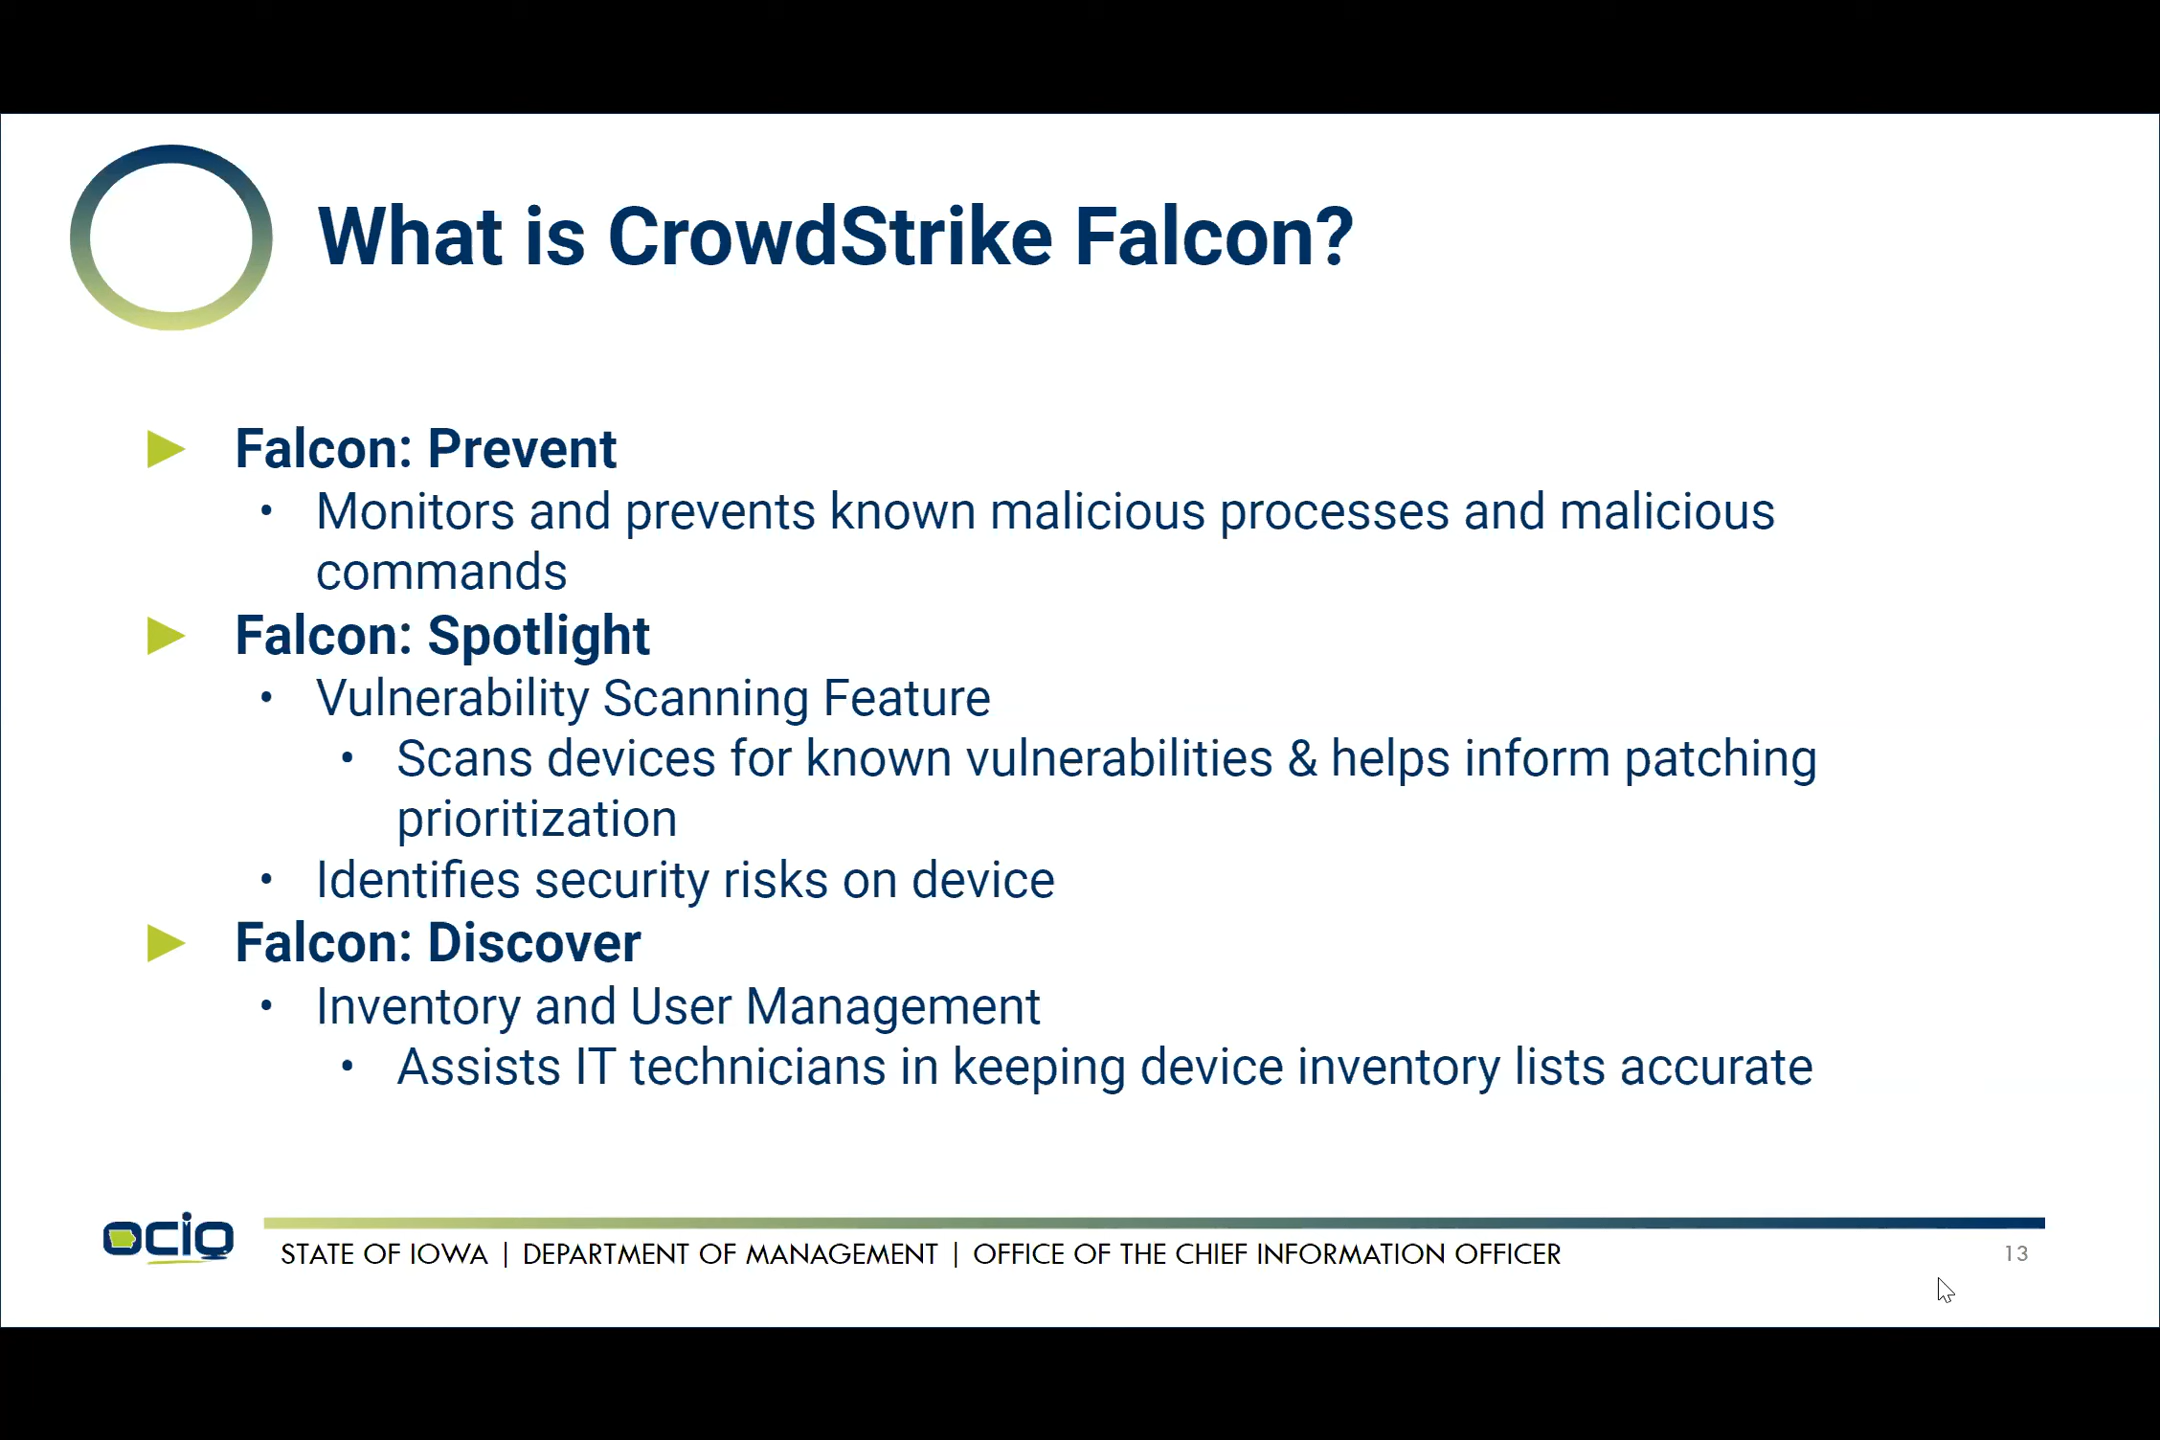 What is CrowdStrike Falcon?
► Falcon: Prevent
• Monitors and prevents known malicious processes and malicious
commands
► Falcon: Spotlight
• Vulnerability Scanning Feature
• Scans devices for known vulnerabilities & helps inform patching
prioritization
• Identifies security risks on device
► Falcon: Discover
• Inventory and User Management
• Assists IT technicians in keeping device inventory lists accurate
ocio
STATE OF IOWA | DEPARTMENT OF MANAGEMENT | OFFICE OF THE CHIEF INFORMATION OFFICER
13